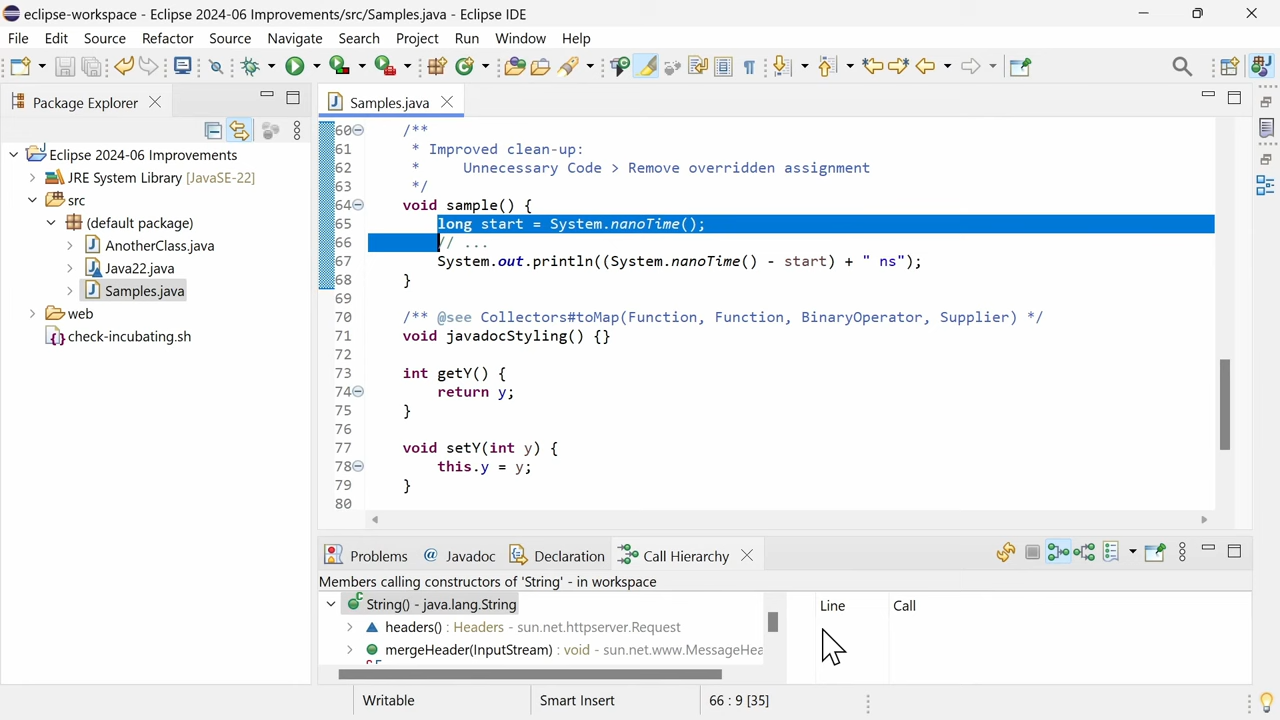 eclipse-workspace - Eclipse 2024-06 Improvements/src/Samples.java - Eclipse IDE
File Edit Source Refactor Source Navigate Search Project Run Window Help
Package Explorer
Samples.java
Eclipse 2024-06 Improvements
JRE System Library [JavaSE-22]
src
(default package)
AnotherClass.java
Java22.java
Samples.java
web
check-incubating.sh
60 /**
61 * Improved clean-up:
62 * Unnecessary Code > Remove overridden assignment
63 */
64 void sample() {
65 long start = System.nanoTime();
66 // ...
67 System.out.println((System.nanoTime() - start) + " ns");
68 }
69
70 /** @see Collectors#toMap(Function, Function, BinaryOperator, Supplier) */
71 void javadocStyling() {}
72
73 int getY() {
74 return y;
75 }
76
77 void setY(int y) {
78 this.y = y;
79 }
80
Problems Javadoc Declaration Call Hierarchy
Members calling constructors of 'String' - in workspace
String() - java.lang.String
headers() : Headers - sun.net.httpserver.Request
mergeHeader(InputStream) : void - sun.net.www.MessageHea
Line Call
Writable Smart Insert 66 : 9 [35]